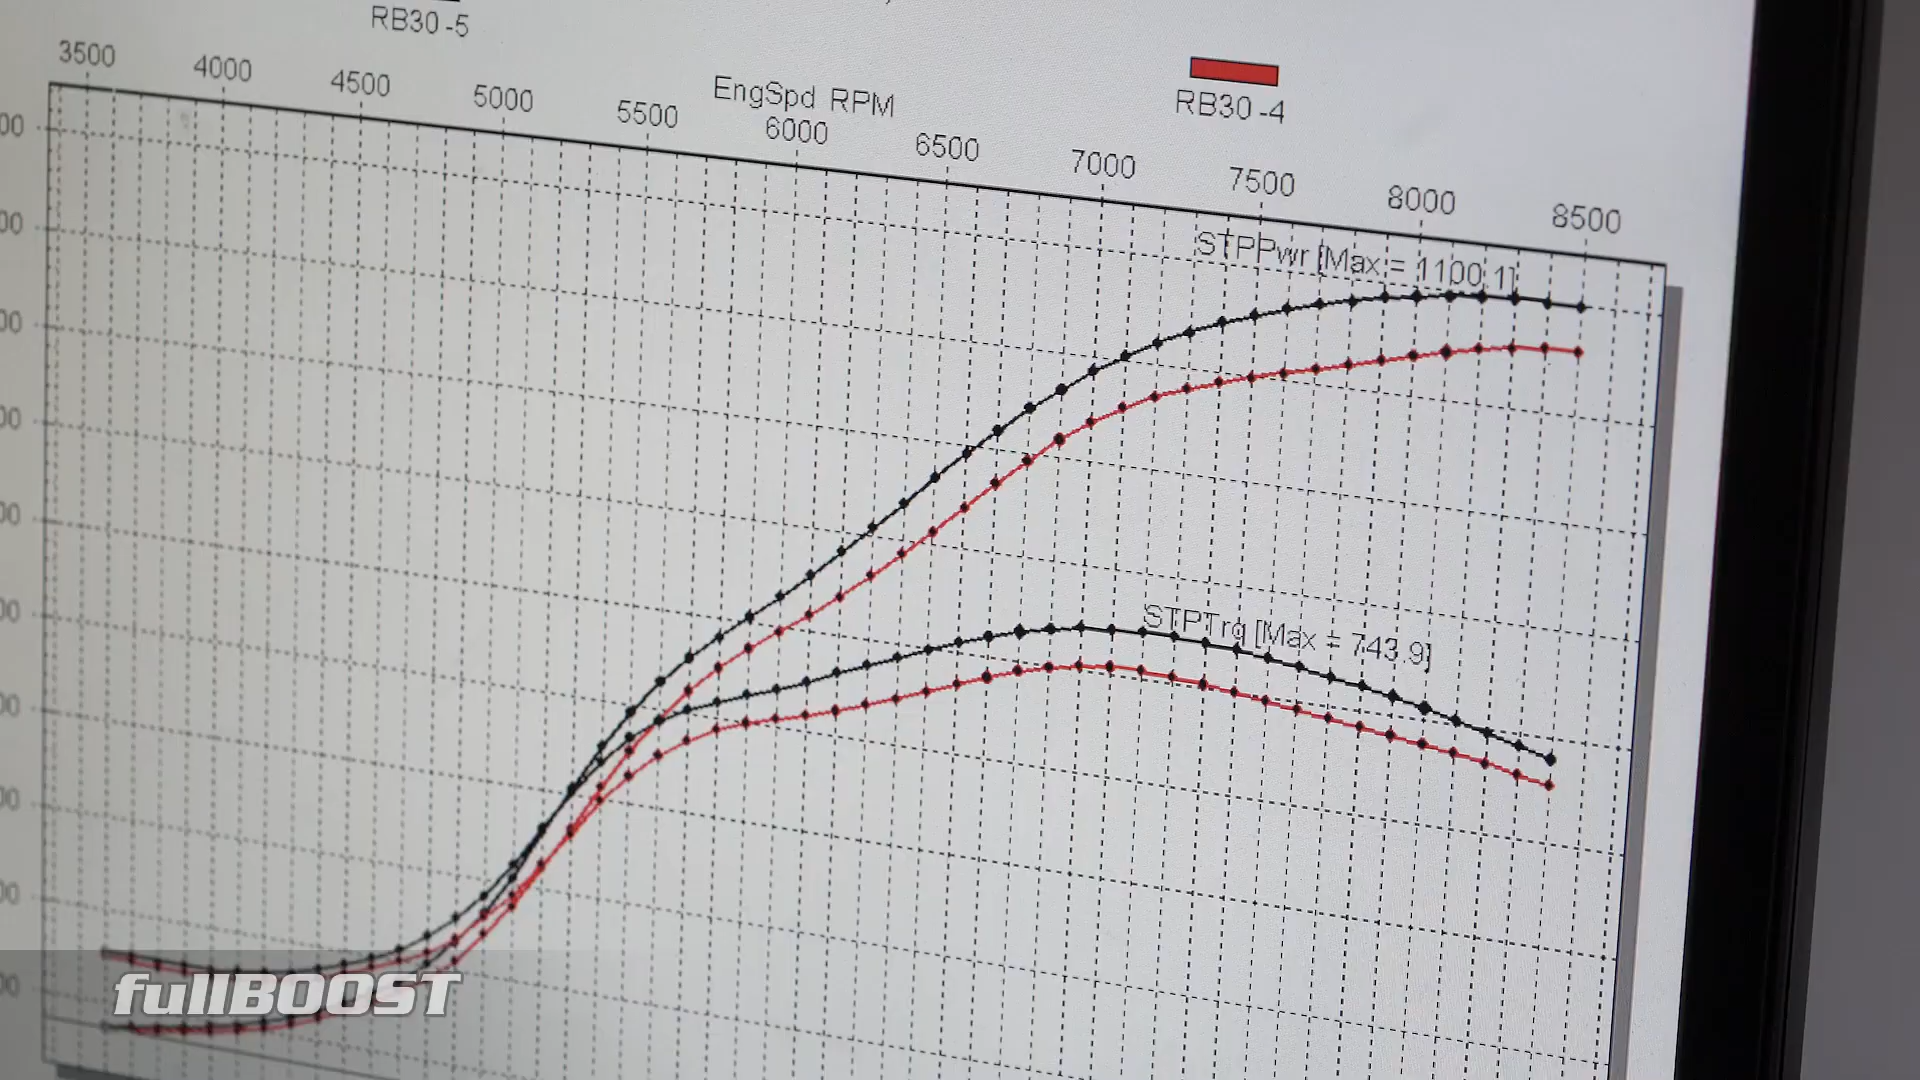 RB30-5
RB30-4
EngSpd RPM
3500 4000 4500 5000 5500 6000 6500 7000 7500 8000 8500
STPPwr [Max = 1100.1]
STPTrq [Max = 743.9]
fullBOOST